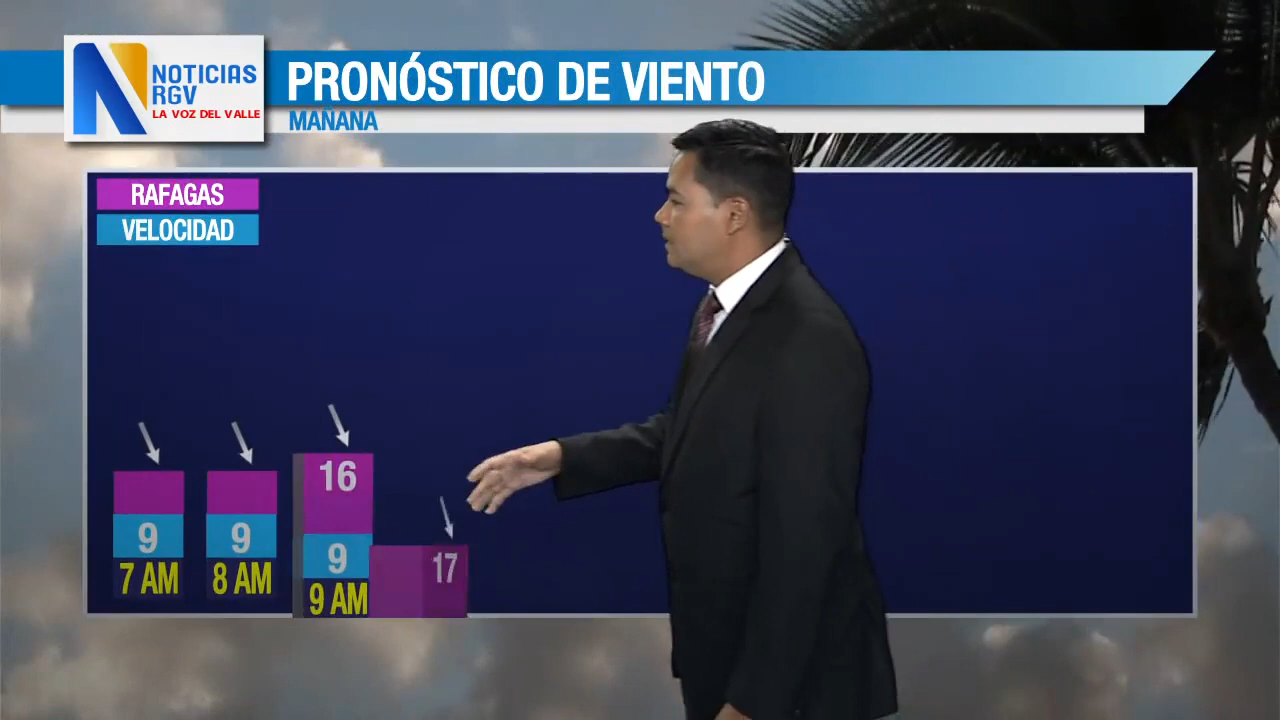 NOTICIAS
RGV
LA VOZ DEL VALLE
PRONÓSTICO DE VIENTO
MAÑANA
RAFAGAS
VELOCIDAD
16 17
9 9 9
7 AM 8 AM 9 AM